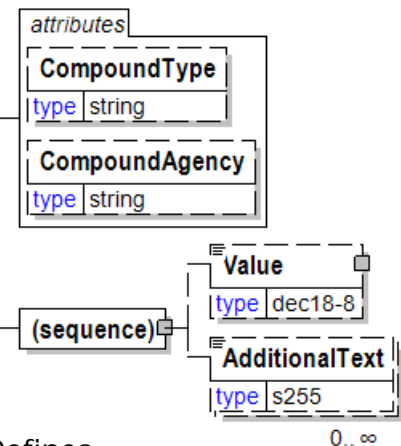 attributes
CompoundType
type string
CompoundAgency
type string
Value
type dec18-8
(sequence)
AdditionalText
type s255
0..∞